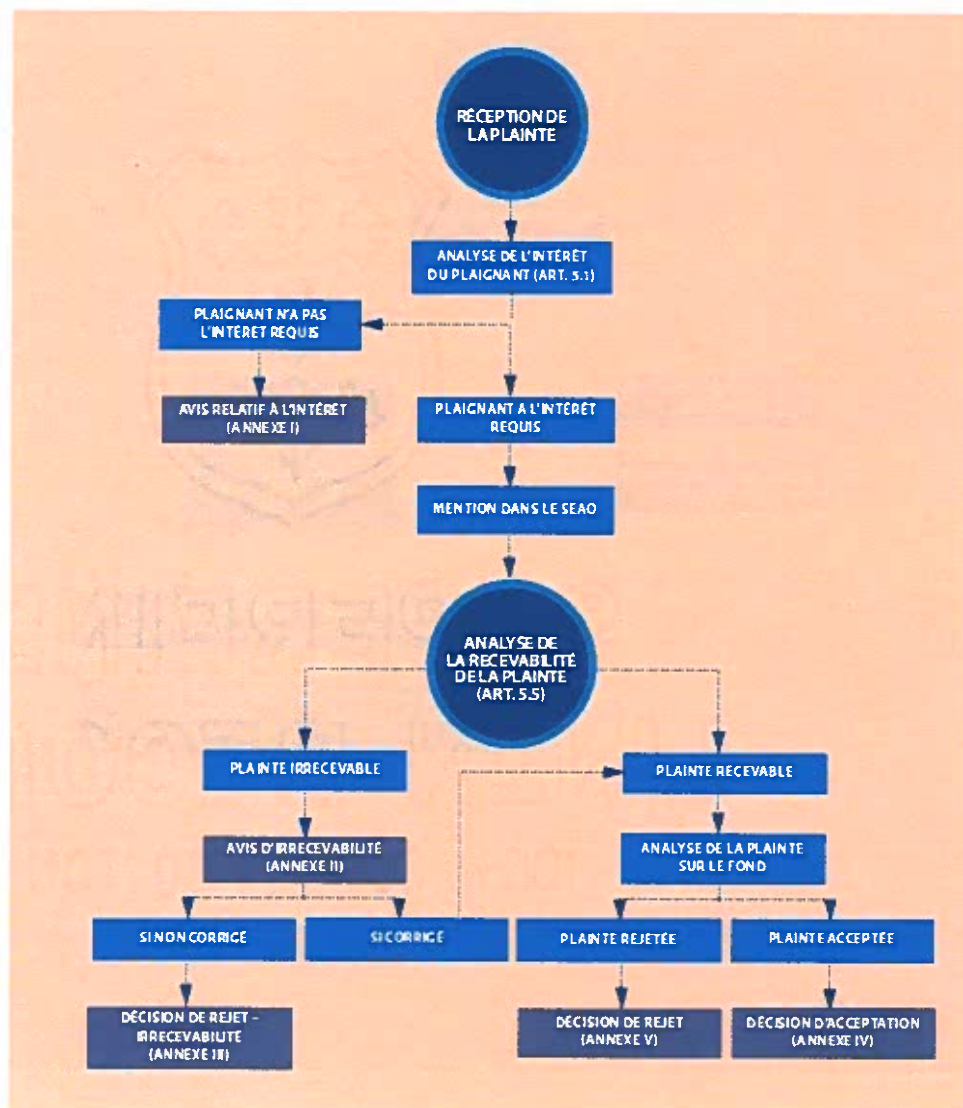 RÉCEPTION DE
LA PLAINTE
ANALYSE DE L'INTÉRÊT
DU PLAIGNANT (ART. 5.1)
PLAIGNANT N'A PAS
L'INTÉRÊT REQUIS
AVIS RELATIF À L'INTÉRÊT
(ANNEXE I)
PLAIGNANT A L'INTÉRÊT
REQUIS
MENTION DANS LE SEAO
ANALYSE DE
LA RECEVABILITÉ
DE LA PLAINTE
(ART. 5.5)
PLAINTE IRRECEVABLE
PLAINTE RECEVABLE
AVIS D'IRRECEVABILITÉ
(ANNEXE II)
ANALYSE DE LA PLAINTE
SUR LE FOND
SI NON CORRIGÉ
SI CORRIGÉ
PLAINTE REJETÉE
PLAINTE ACCEPTÉE
DÉCISION DE REJET –
IRRECEVABILITÉ
(ANNEXE III)
DÉCISION DE REJET
(ANNEXE V)
DÉCISION D'ACCEPTATION
(ANNEXE IV)